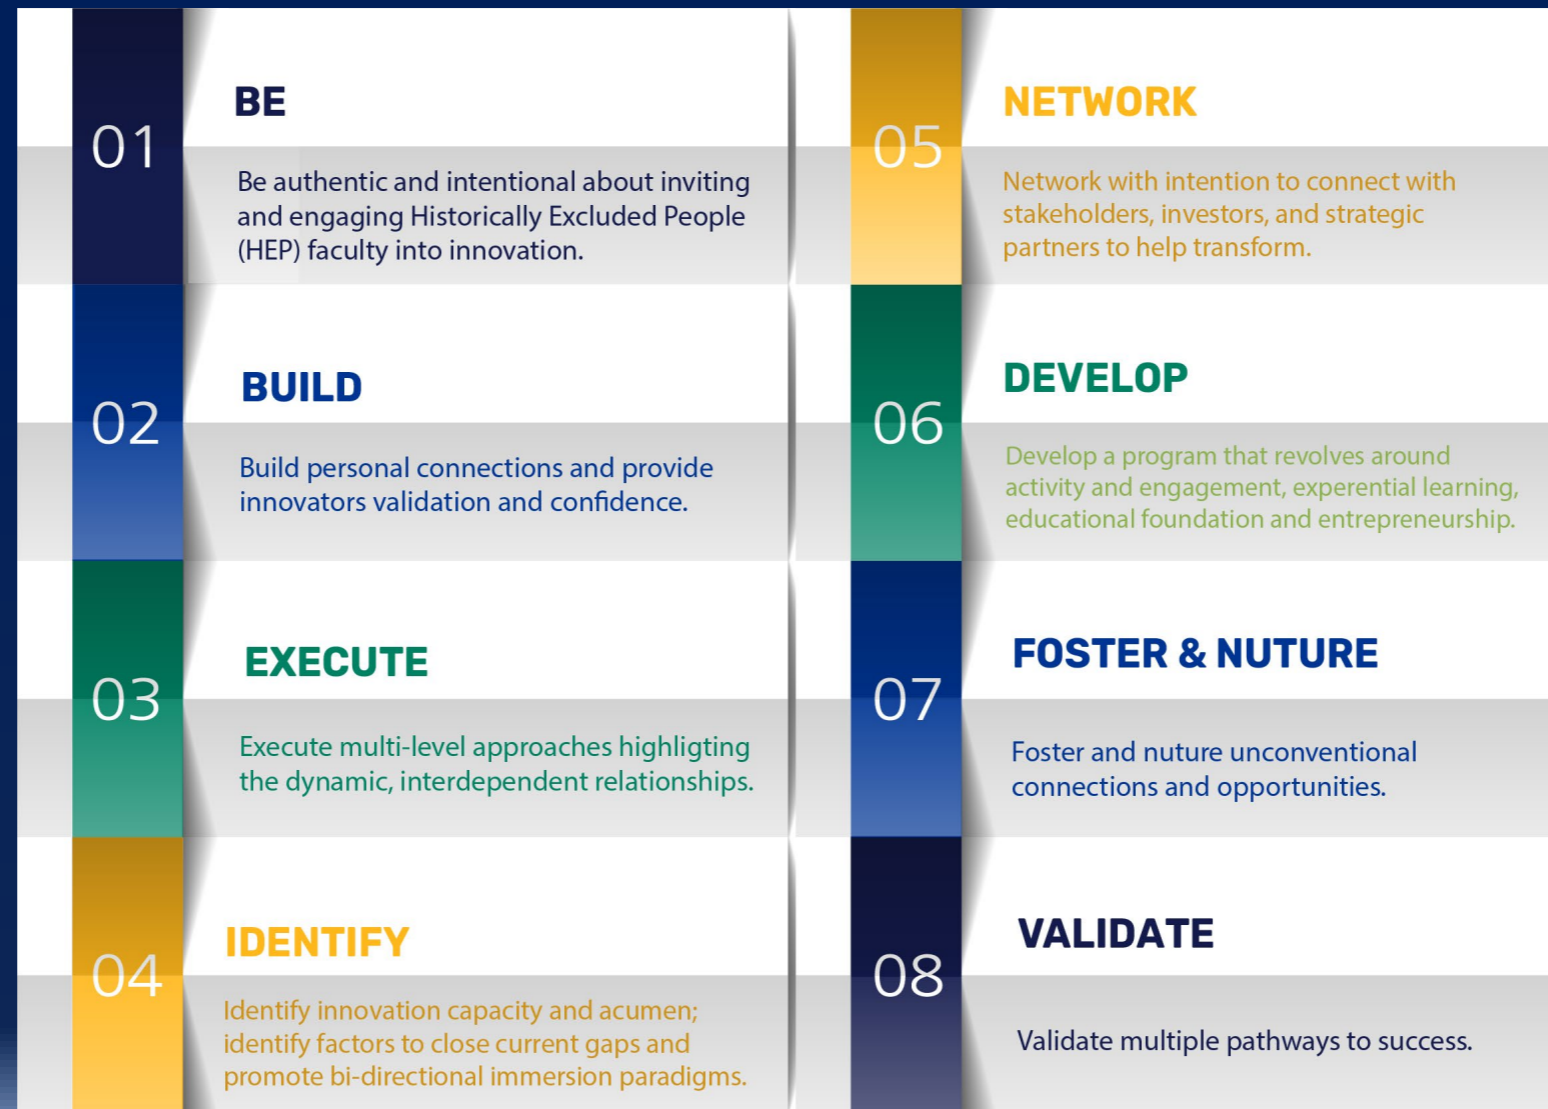 01
BE
Be authentic and intentional about inviting
and engaging Historically Excluded People
(HEP) faculty into innovation.
02
BUILD
Build personal connections and provide
innovators validation and confidence.
03
EXECUTE
Execute multi-level approaches highligting
the dynamic, interdependent relationships.
04
IDENTIFY
Identify innovation capacity and acumen;
identify factors to close current gaps and
promote bi-directional immersion paradigms.
05
NETWORK
Network with intention to connect with
stakeholders, investors, and strategic
partners to help transform.
06
DEVELOP
Develop a program that revolves around
activity and engagement, experential learning,
educational foundation and entrepreneurship.
07
FOSTER & NUTURE
Foster and nuture unconventional
connections and opportunities.
08
VALIDATE
Validate multiple pathways to success.